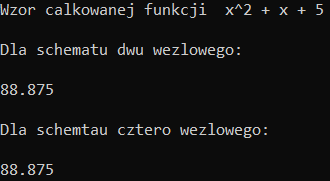 Wzor calkowanej funkcji  x^2 + x + 5
Dla schematu dwu wezlowego:
88.875
Dla schemtau cztero wezlowego:
88.875